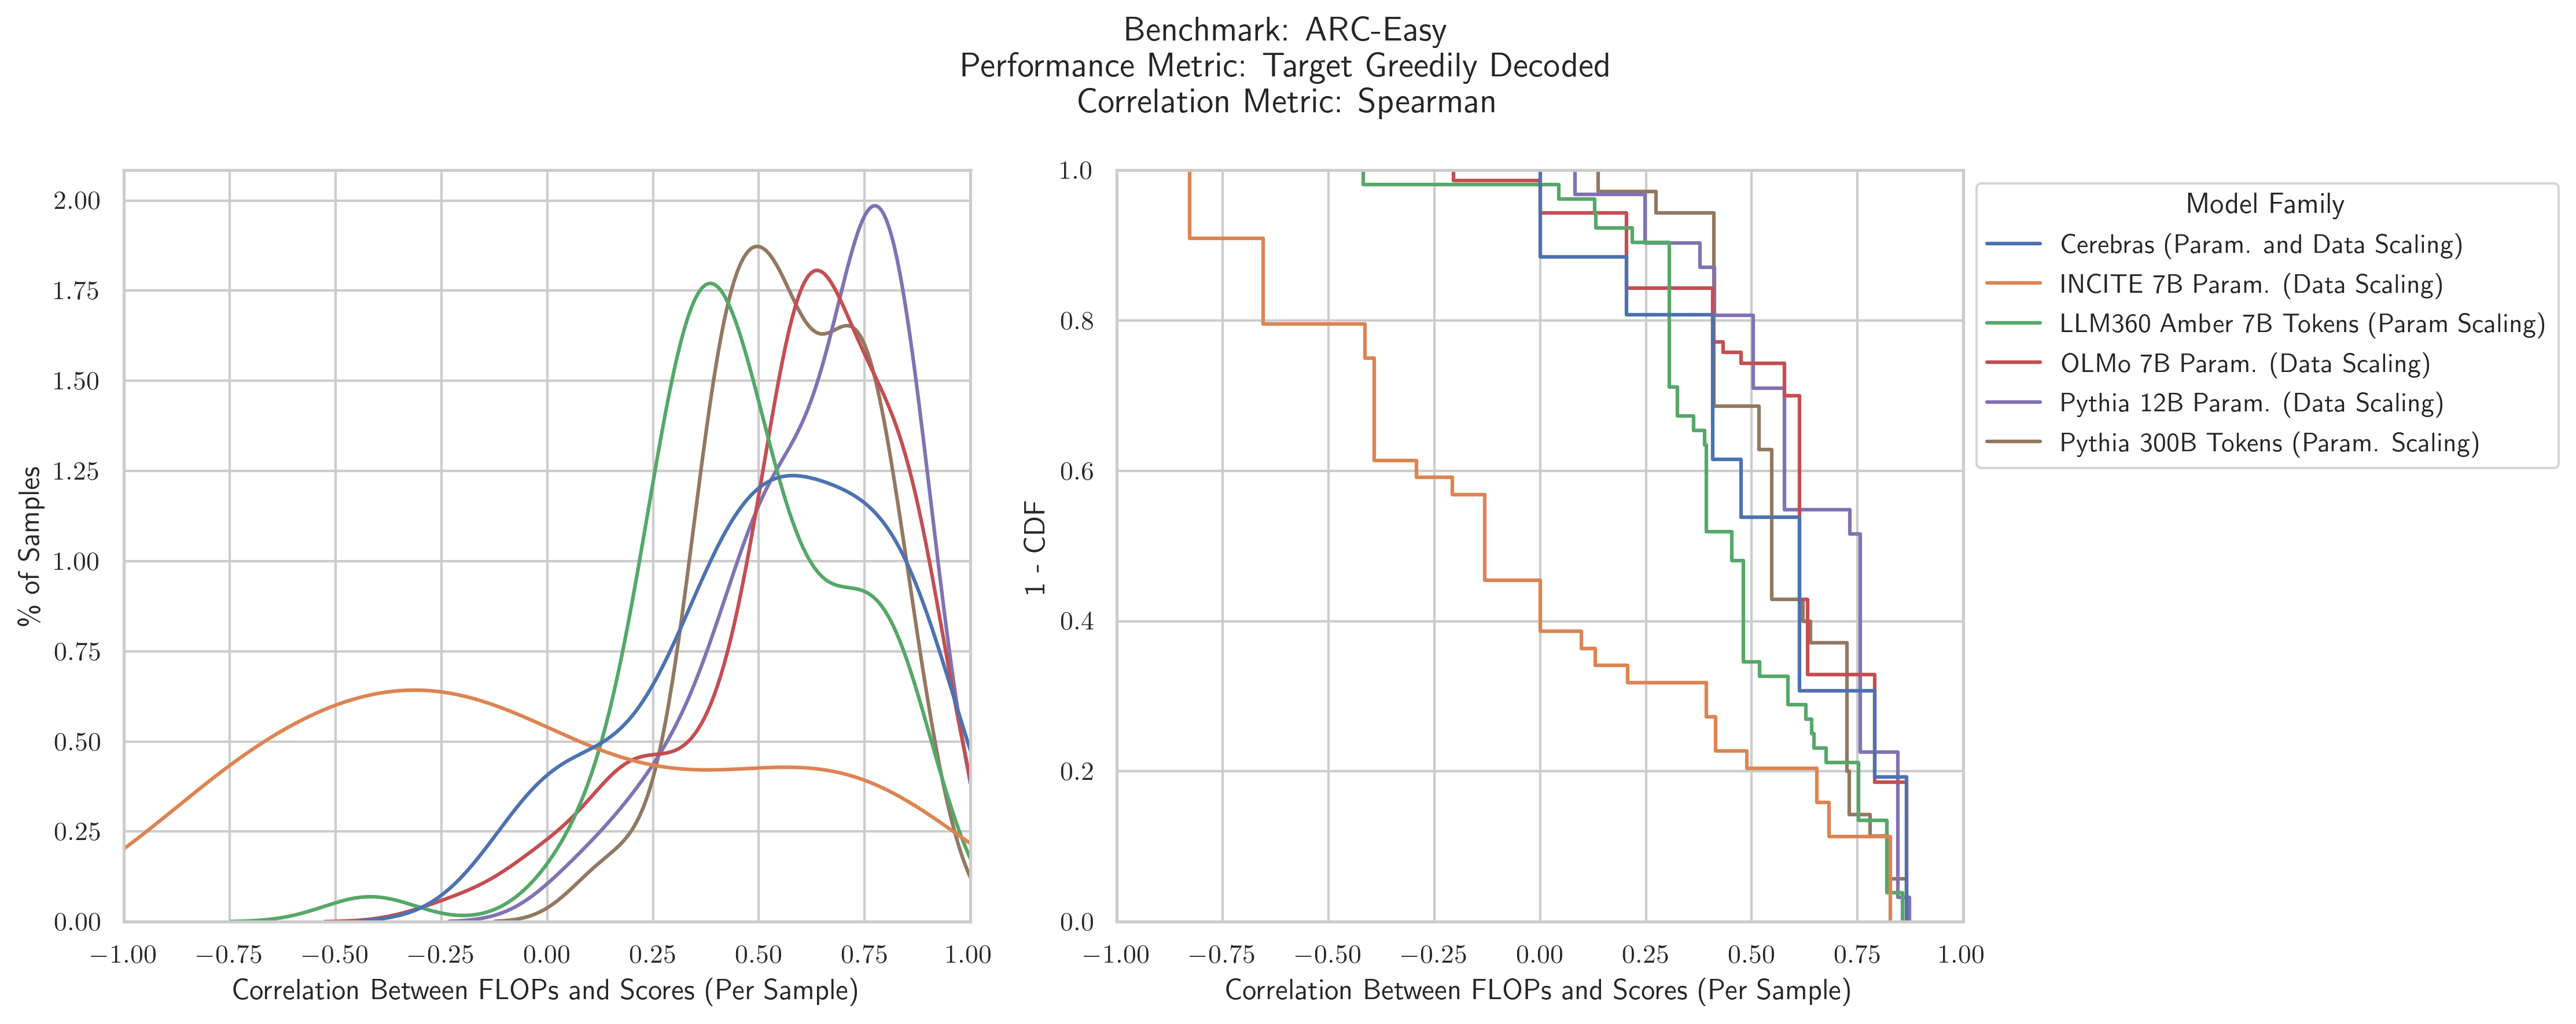 Benchmark: ARC-Easy
Performance Metric: Target Greedily Decoded
Correlation Metric: Spearman
% of Samples
2.00
1.75
1.50
1.25
1.00
0.75
0.50
0.25
0.00
−1.00 −0.75 −0.50 −0.25 0.00 0.25 0.50 0.75 1.00
Correlation Between FLOPs and Scores (Per Sample)
1 - CDF
1.0
0.8
0.6
0.4
0.2
0.0
−1.00 −0.75 −0.50 −0.25 0.00 0.25 0.50 0.75 1.00
Correlation Between FLOPs and Scores (Per Sample)
Model Family
Cerebras (Param. and Data Scaling)
INCITE 7B Param. (Data Scaling)
LLM360 Amber 7B Tokens (Param Scaling)
OLMo 7B Param. (Data Scaling)
Pythia 12B Param. (Data Scaling)
Pythia 300B Tokens (Param. Scaling)